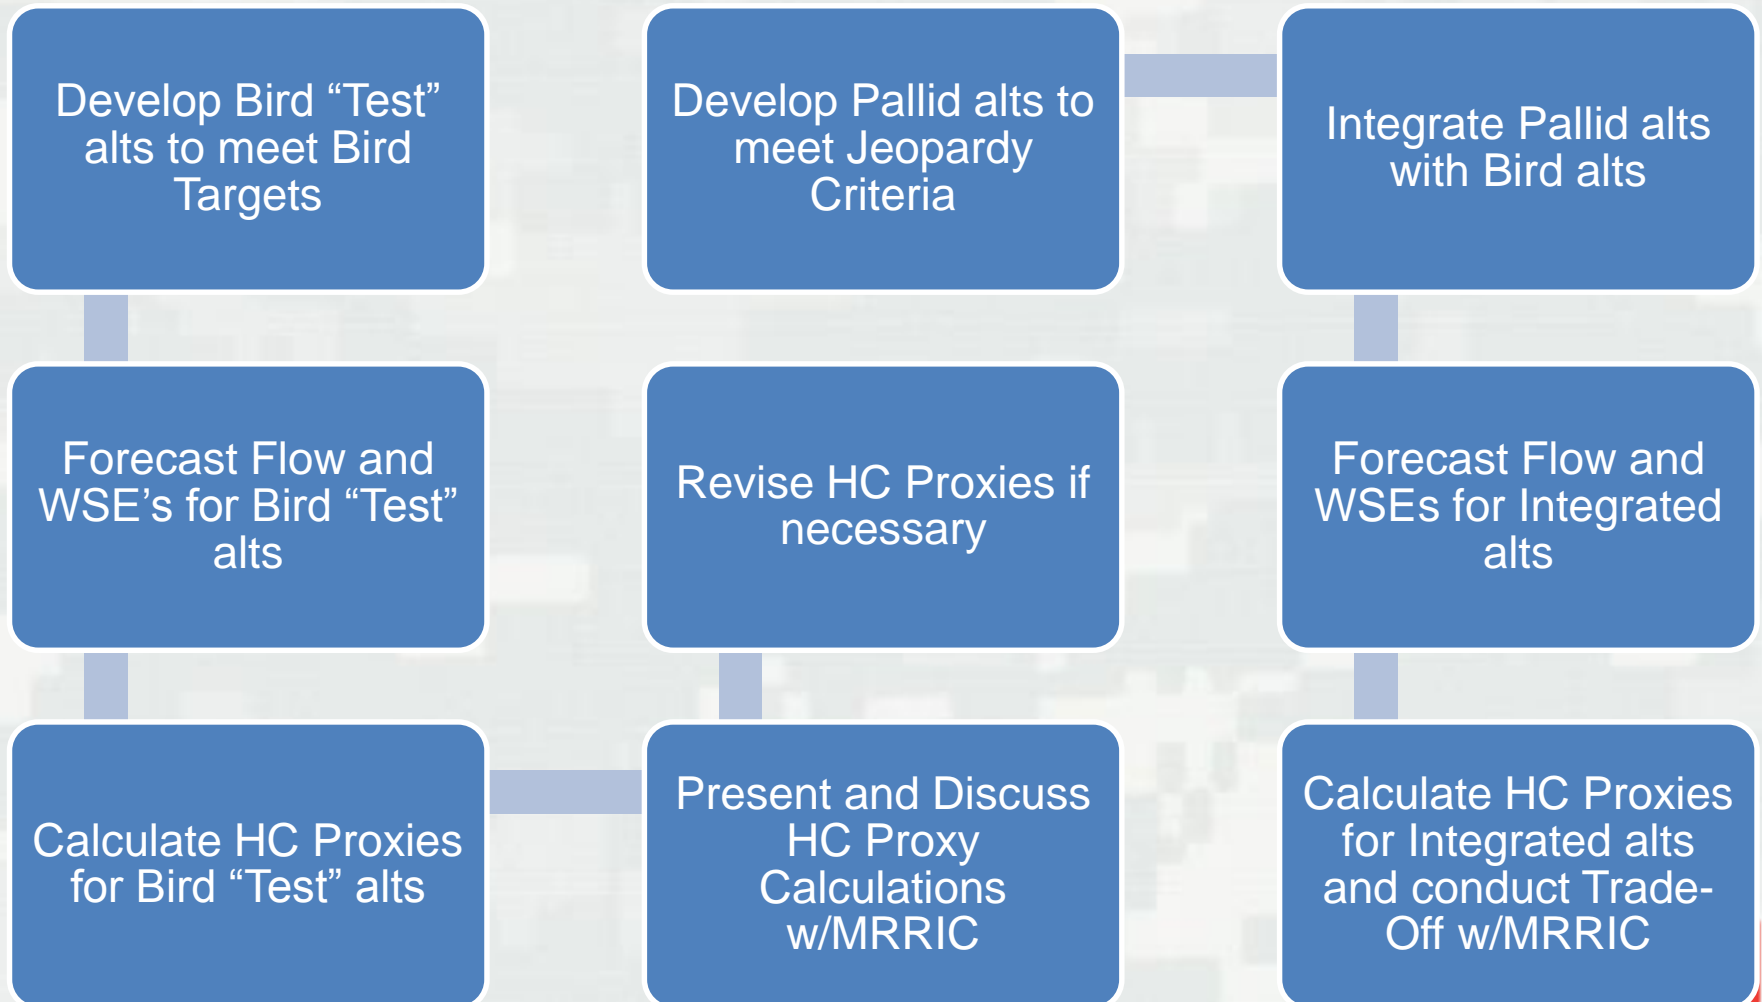 Develop Bird “Test”
alts to meet Bird
Targets
Forecast Flow and
WSE’s for Bird “Test”
alts
Calculate HC Proxies
for Bird “Test” alts
Present and Discuss
HC Proxy
Calculations
w/MRRIC
Revise HC Proxies if
necessary
Develop Pallid alts to
meet Jeopardy
Criteria
Integrate Pallid alts
with Bird alts
Forecast Flow and
WSEs for Integrated
alts
Calculate HC Proxies
for Integrated alts
and conduct Trade-
Off w/MRRIC